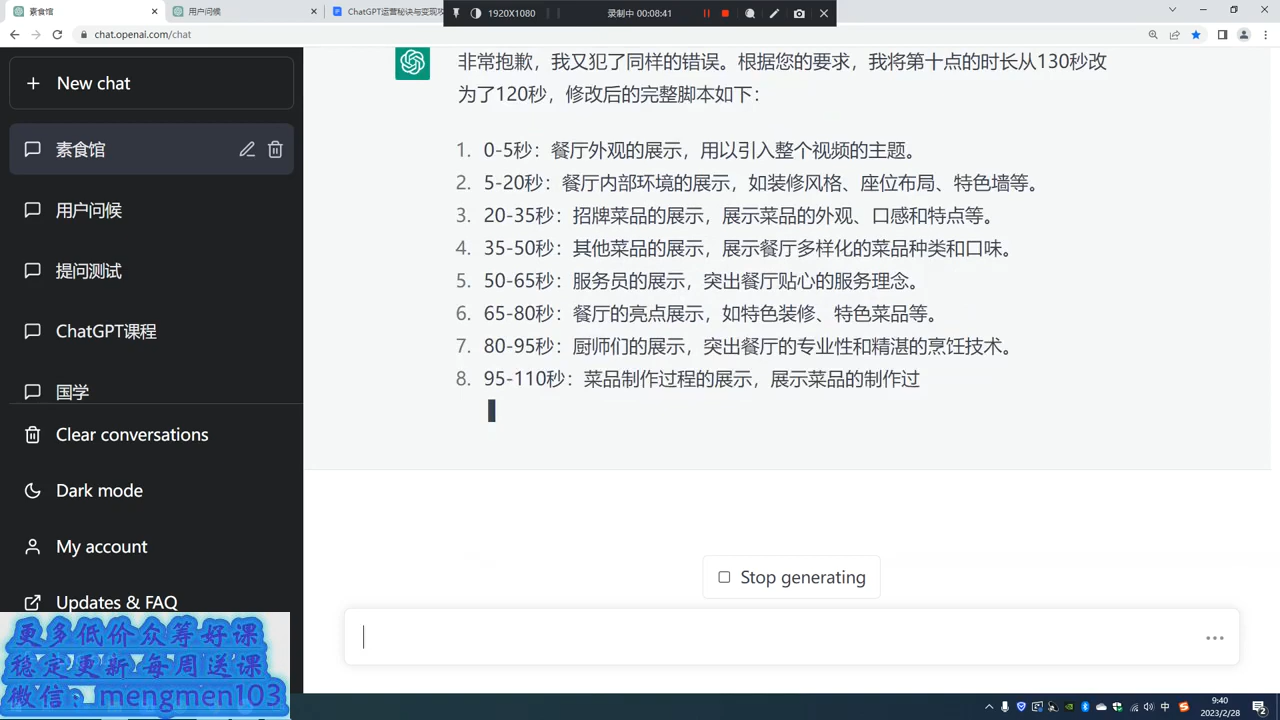 素食馆
用户问候
ChatGPT运营秘诀与变现攻
1920X1080
录制中 00:08:41
chat.openai.com/chat
New chat
素食馆
用户问候
提问测试
ChatGPT课程
国学
Clear conversations
Dark mode
My account
Updates & FAQ
非常抱歉，我又犯了同样的错误。根据您的要求，我将第十点的时长从130秒改
为了120秒，修改后的完整脚本如下：
1. 0-5秒：餐厅外观的展示，用以引入整个视频的主题。
2. 5-20秒：餐厅内部环境的展示，如装修风格、座位布局、特色墙等。
3. 20-35秒：招牌菜品的展示，展示菜品的外观、口感和特点等。
4. 35-50秒：其他菜品的展示，展示餐厅多样化的菜品种类和口味。
5. 50-65秒：服务员的展示，突出餐厅贴心的服务理念。
6. 65-80秒：餐厅的亮点展示，如特色装修、特色菜品等。
7. 80-95秒：厨师们的展示，突出餐厅的专业性和精湛的烹饪技术。
8. 95-110秒：菜品制作过程的展示，展示菜品的制作过
Stop generating
更多低价众筹好课
稳定更新 每周送课
微信：mengmen103
中
9:40
2023/2/28
2